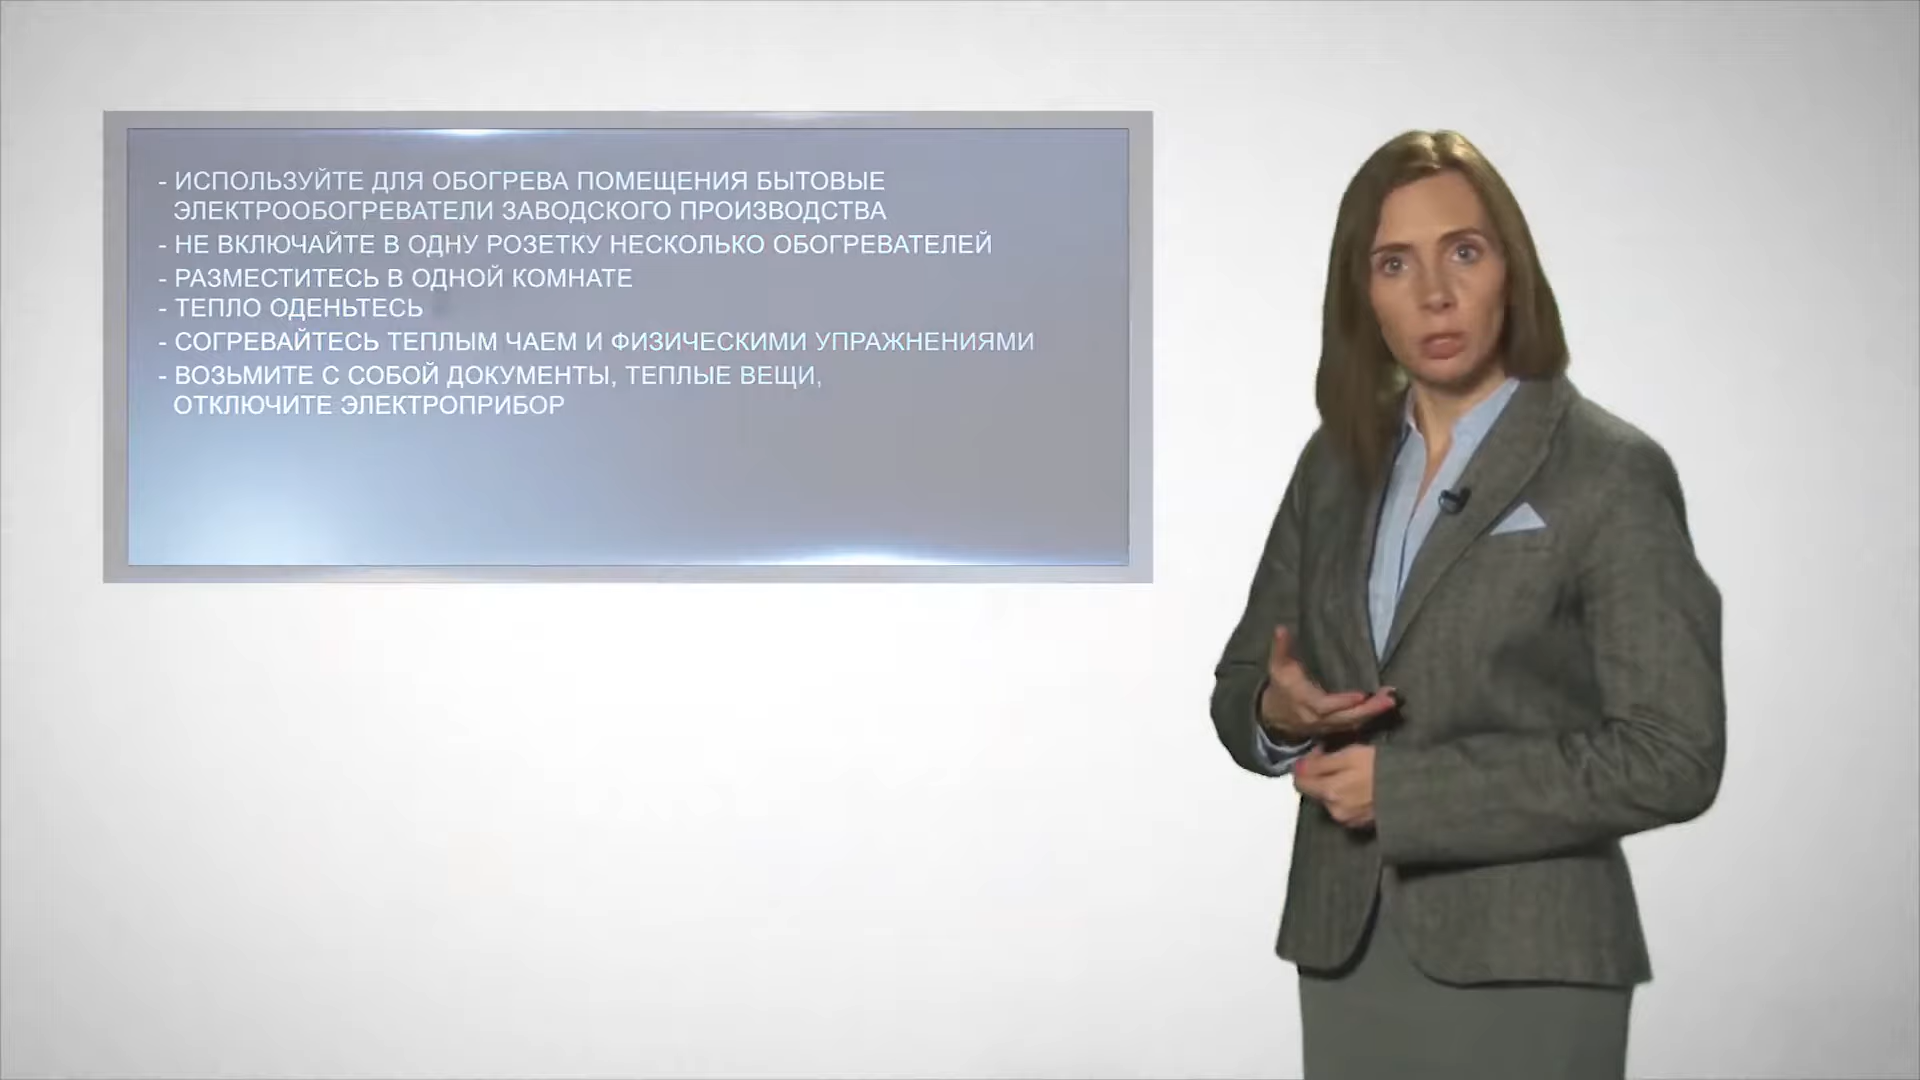 - ИСПОЛЬЗУЙТЕ ДЛЯ ОБОГРЕВА ПОМЕЩЕНИЯ БЫТОВЫЕ
ЭЛЕКТРООБОГРЕВАТЕЛИ ЗАВОДСКОГО ПРОИЗВОДСТВА
- НЕ ВКЛЮЧАЙТЕ В ОДНУ РОЗЕТКУ НЕСКОЛЬКО ОБОГРЕВАТЕЛЕЙ
- РАЗМЕСТИТЕСЬ В ОДНОЙ КОМНАТЕ
- ТЕПЛО ОДЕНЬТЕСЬ
- СОГРЕВАЙТЕСЬ ТЕПЛЫМ ЧАЕМ И ФИЗИЧЕСКИМИ УПРАЖНЕНИЯМИ
- ВОЗЬМИТЕ С СОБОЙ ДОКУМЕНТЫ, ТЕПЛЫЕ ВЕЩИ,
ОТКЛЮЧИТЕ ЭЛЕКТРОПРИБОР